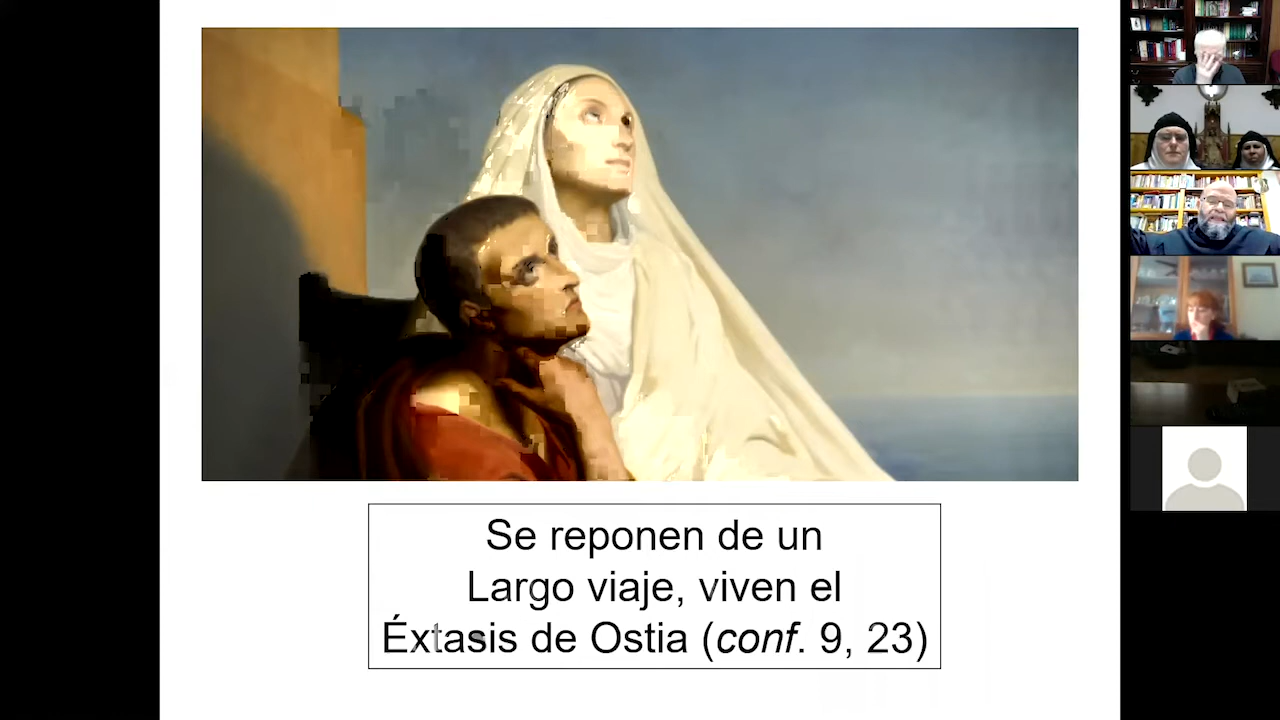 Se reponen de un
Largo viaje, viven el
Éxtasis de Ostia (conf. 9, 23)